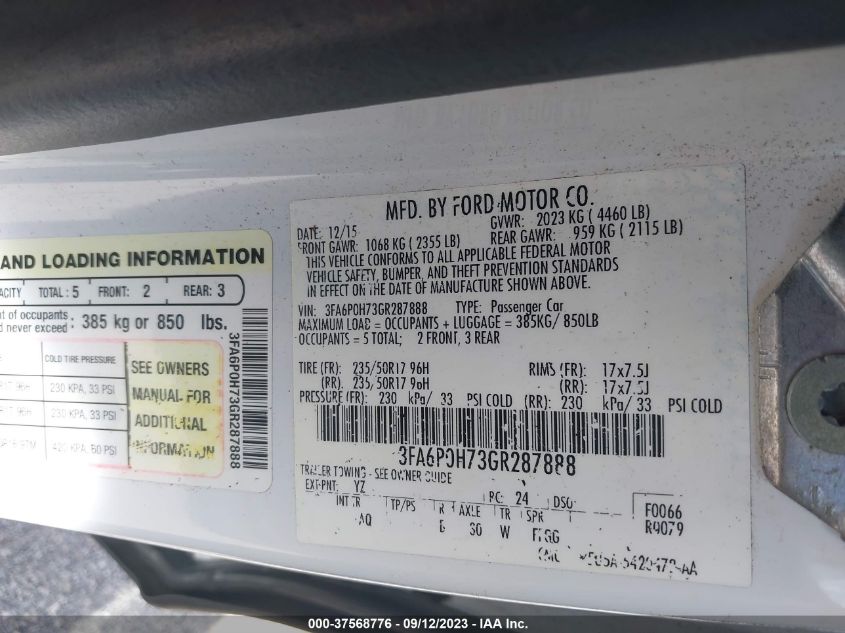 AND LOADING INFORMATION
ACITY TOTAL: 5 FRONT: 2 REAR: 3
nt of occupants
d never exceed : 385 kg or 850 lbs.
COLD TIRE PRESSURE
230 KPA, 33 PSI
230 KPA, 33 PSI
420 KPA, 60 PSI
SEE OWNERS
MANUAL FOR
ADDITIONAL
INFORMATION
3FA6P0H73GR287888
MFD. BY FORD MOTOR CO.
DATE: 12/15 GVWR: 2023 KG ( 4460 LB)
FRONT GAWR: 1068 KG ( 2355 LB) REAR GAWR: 959 KG ( 2115 LB)
THIS VEHICLE CONFORMS TO ALL APPLICABLE FEDERAL MOTOR
VEHICLE SAFETY, BUMPER, AND THEFT PREVENTION STANDARDS
IN EFFECT ON THE DATE OF MANUFACTURE SHOWN ABOVE.
VIN: 3FA6P0H73GR287888 TYPE: Passenger Car
MAXIMUM LOAD = OCCUPANTS + LUGGAGE = 385KG/ 850LB
OCCUPANTS = 5 TOTAL; 2 FRONT, 3 REAR
TIRE (FR): 235/50R17 96H RIMS (FR): 17x7.5J
(RR): 235/50R17 96H (RR): 17x7.5J
PRESSURE (FR): 230 kPa/ 33 PSI COLD (RR): 230 kPa/ 33 PSI COLD
3FA6P0H73GR287888
TRAILER TOWING - SEE OWNER GUIDE
EXT PNT: YZ RC: 24 DSO:
INT TR TP/PS R AXLE TR SPR
AQ 30 W
F0066
R9079
000-37568776 - 09/12/2023 - IAAI Inc.